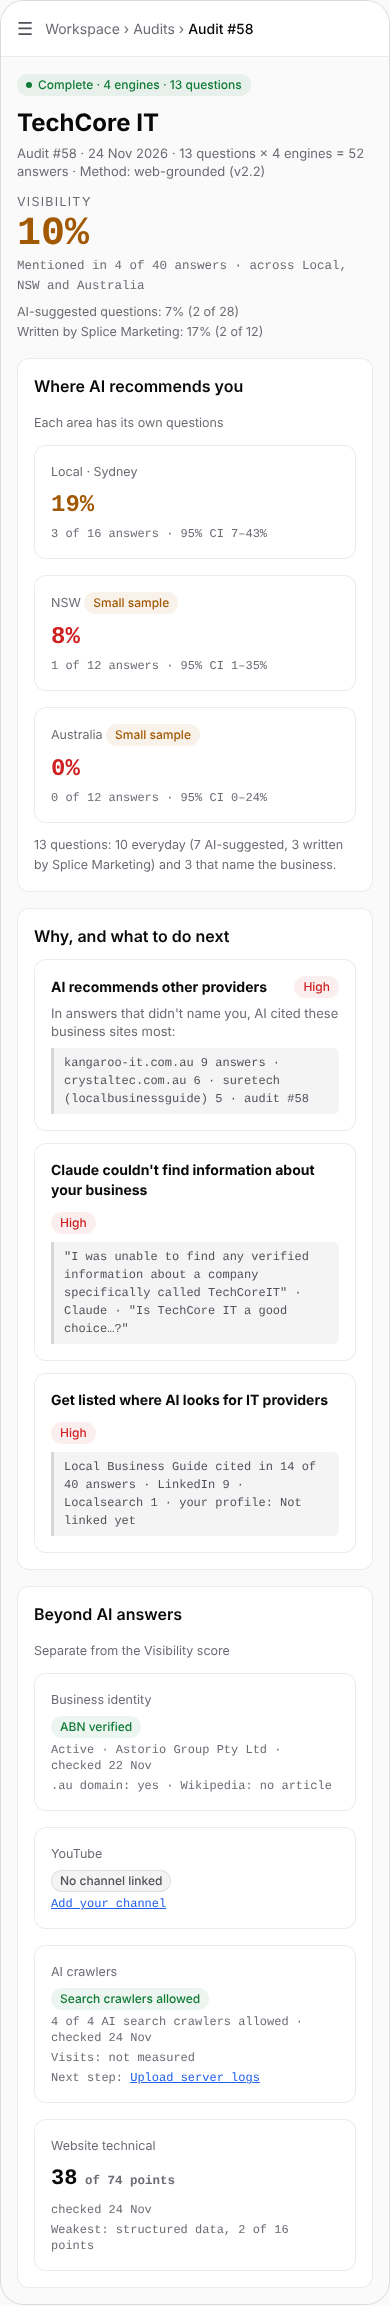 ☰ Workspace › Audits › Audit #58
Complete · 4 engines · 13 questions
TechCore IT
Audit #58 · 24 Nov 2026 · 13 questions × 4 engines = 52
answers · Method: web-grounded (v2.2)
VISIBILITY
10%
Mentioned in 4 of 40 answers · across Local,
NSW and Australia
AI-suggested questions: 7% (2 of 28)
Written by Splice Marketing: 17% (2 of 12)
Where AI recommends you
Each area has its own questions
Local · Sydney
19%
3 of 16 answers · 95% CI 7–43%
NSW Small sample
8%
1 of 12 answers · 95% CI 1–35%
Australia Small sample
0%
0 of 12 answers · 95% CI 0–24%
13 questions: 10 everyday (7 AI-suggested, 3 written
by Splice Marketing) and 3 that name the business.
Why, and what to do next
AI recommends other providers High
In answers that didn't name you, AI cited these
business sites most:
kangaroo-it.com.au 9 answers ·
crystaltec.com.au 6 · suretech
(localbusinessguide) 5 · audit #58
Claude couldn't find information about
your business
High
"I was unable to find any verified
information about a company
specifically called TechCoreIT" ·
Claude · "Is TechCore IT a good
choice…?"
Get listed where AI looks for IT providers
High
Local Business Guide cited in 14 of
40 answers · LinkedIn 9 ·
Localsearch 1 · your profile: Not
linked yet
Beyond AI answers
Separate from the Visibility score
Business identity
ABN verified
Active · Astorio Group Pty Ltd ·
checked 22 Nov
.au domain: yes · Wikipedia: no article
YouTube
No channel linked
Add your channel
AI crawlers
Search crawlers allowed
4 of 4 AI search crawlers allowed ·
checked 24 Nov
Visits: not measured
Next step: Upload server logs
Website technical
38 of 74 points
checked 24 Nov
Weakest: structured data, 2 of 16
points